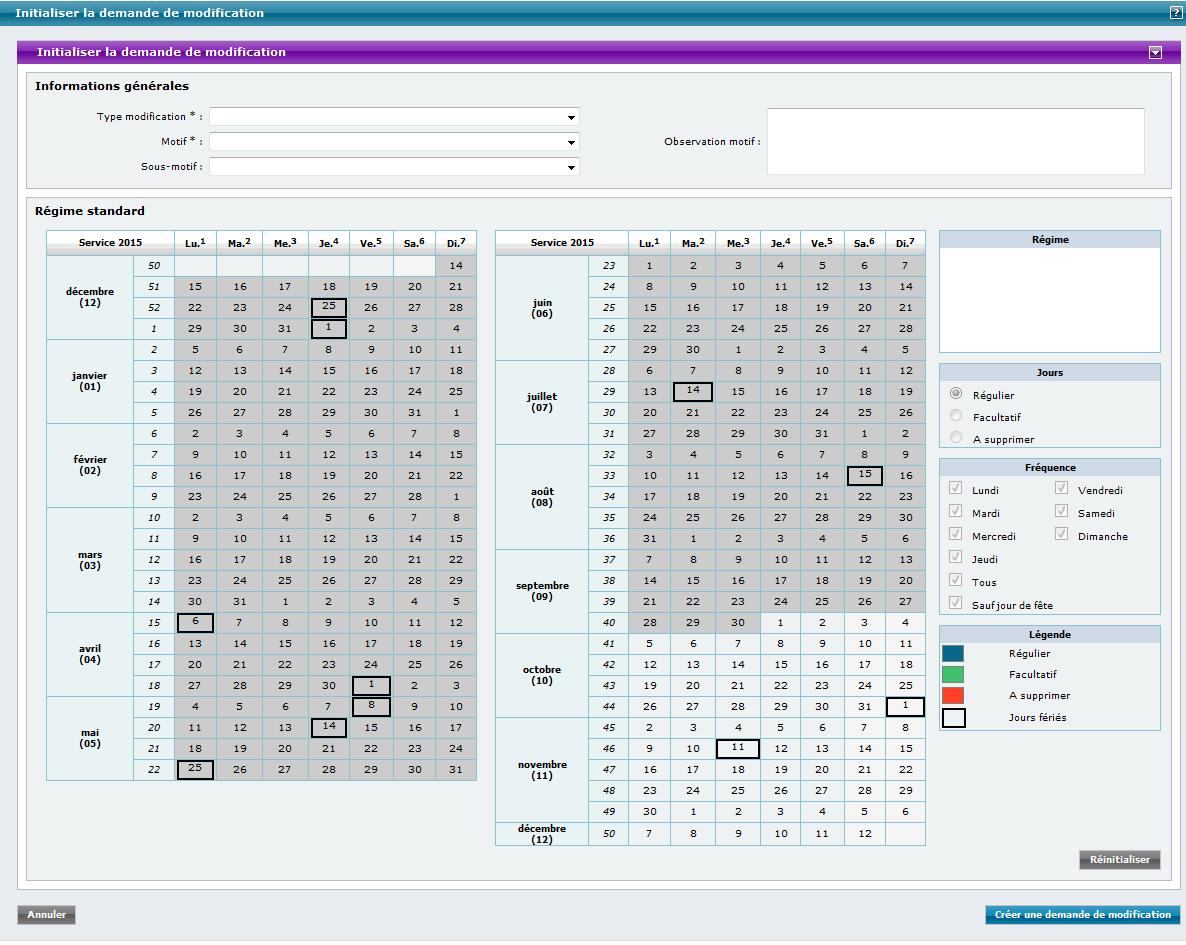 Initialiser la demande de modification ?
Initialiser la demande de modification
Informations générales
Type modification * :
Motif * :
Sous-motif :
Observation motif :
Régime standard
Service 2015 Lu.1 Ma.2 Me.3 Je.4 Ve.5 Sa.6 Di.7
décembre
(12)
50 14
51 15 16 17 18 19 20 21
52 22 23 24 25 26 27 28
1 29 30 31 1 2 3 4
janvier
(01)
2 5 6 7 8 9 10 11
3 12 13 14 15 16 17 18
4 19 20 21 22 23 24 25
5 26 27 28 29 30 31 1
février
(02)
6 2 3 4 5 6 7 8
7 9 10 11 12 13 14 15
8 16 17 18 19 20 21 22
9 23 24 25 26 27 28 1
mars
(03)
10 2 3 4 5 6 7 8
11 9 10 11 12 13 14 15
12 16 17 18 19 20 21 22
13 23 24 25 26 27 28 29
14 30 31 1 2 3 4 5
avril
(04)
15 6 7 8 9 10 11 12
16 13 14 15 16 17 18 19
17 20 21 22 23 24 25 26
18 27 28 29 30 1 2 3
mai
(05)
19 4 5 6 7 8 9 10
20 11 12 13 14 15 16 17
21 18 19 20 21 22 23 24
22 25 26 27 28 29 30 31
Service 2015 Lu.1 Ma.2 Me.3 Je.4 Ve.5 Sa.6 Di.7
juin
(06)
23 1 2 3 4 5 6 7
24 8 9 10 11 12 13 14
25 15 16 17 18 19 20 21
26 22 23 24 25 26 27 28
27 29 30 1 2 3 4 5
juillet
(07)
28 6 7 8 9 10 11 12
29 13 14 15 16 17 18 19
30 20 21 22 23 24 25 26
31 27 28 29 30 31 1 2
août
(08)
32 3 4 5 6 7 8 9
33 10 11 12 13 14 15 16
34 17 18 19 20 21 22 23
35 24 25 26 27 28 29 30
36 31 1 2 3 4 5 6
septembre
(09)
37 7 8 9 10 11 12 13
38 14 15 16 17 18 19 20
39 21 22 23 24 25 26 27
40 28 29 30 1 2 3 4
octobre
(10)
41 5 6 7 8 9 10 11
42 12 13 14 15 16 17 18
43 19 20 21 22 23 24 25
44 26 27 28 29 30 31 1
novembre
(11)
45 2 3 4 5 6 7 8
46 9 10 11 12 13 14 15
47 16 17 18 19 20 21 22
48 23 24 25 26 27 28 29
49 30 1 2 3 4 5 6
décembre
(12)
50 7 8 9 10 11 12
Régime
Jours
Régulier
Facultatif
A supprimer
Fréquence
Lundi Vendredi
Mardi Samedi
Mercredi Dimanche
Jeudi
Tous
Sauf jour de fête
Légende
Régulier
Facultatif
A supprimer
Jours fériés
Réinitialiser
Annuler Créer une demande de modification